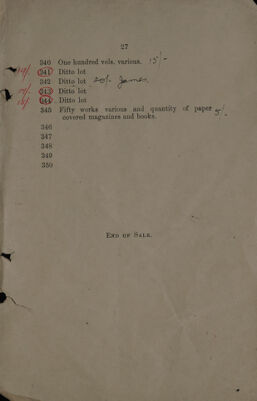 27
340 One hundred vols. various. 15/-
341 Ditto lot
342 Ditto lot 20/- James
343 Ditto lot
344 Ditto lot
345 Fifty works various and quantity of paper 5/-
covered magazines and books.
346
347
348
349
350
END OF SALE.